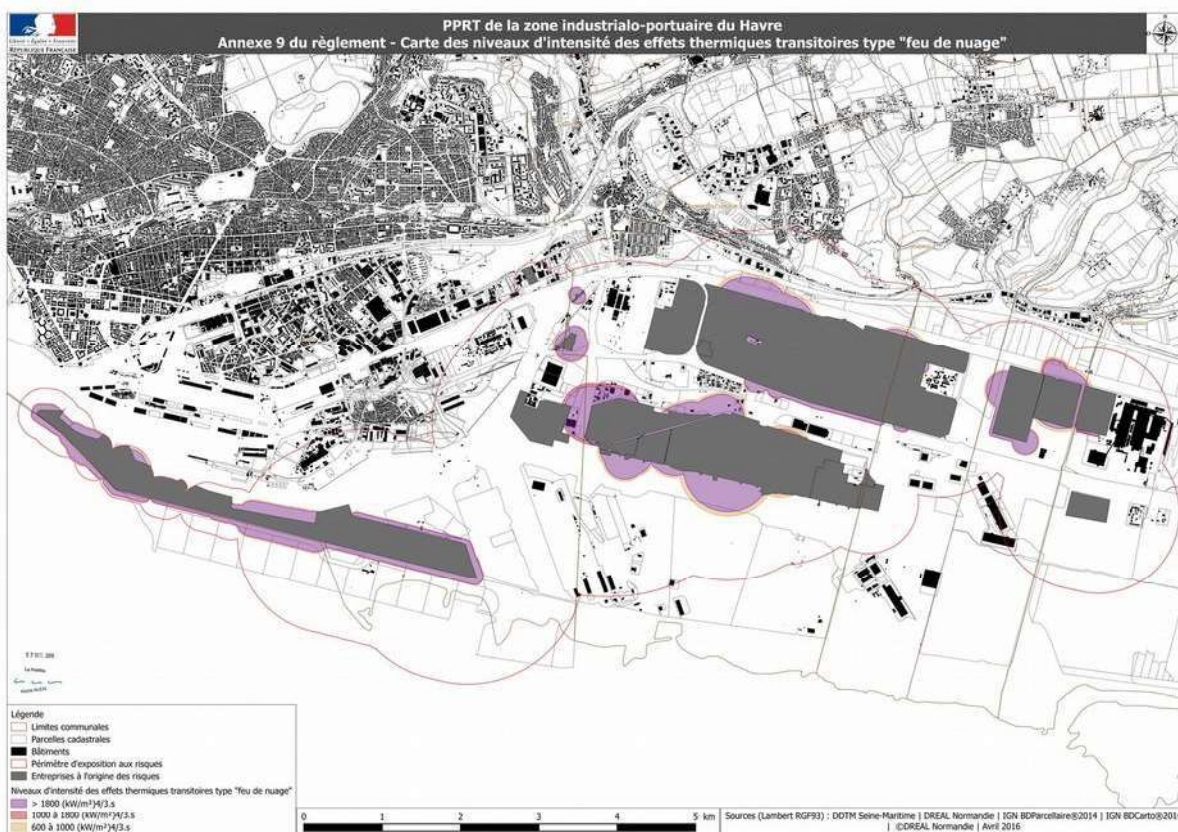 PPRT de la zone industrialo-portuaire du Havre
Annexe 9 du règlement - Carte des niveaux d'intensité des effets thermiques transitoires type "feu de nuage"
Liberté • Égalité • Fraternité
RÉPUBLIQUE FRANÇAISE
Légende
Limites communales
Parcelles cadastrales
Bâtiments
Périmètre d'exposition aux risques
Entreprises à l'origine des risques
Niveaux d'intensité des effets thermiques transitoires type "feu de nuage"
> 1800 (kW/m²)4/3.s
1000 à 1800 (kW/m²)4/3.s
600 à 1000 (kW/m²)4/3.s
0 1 2 3 4 5 km
Sources (Lambert RGF93) : DDTM Seine-Maritime | DREAL Normandie | IGN BDParcellaire®2014 | IGN BDCarto®201
| ©DREAL Normandie | Avril 2016